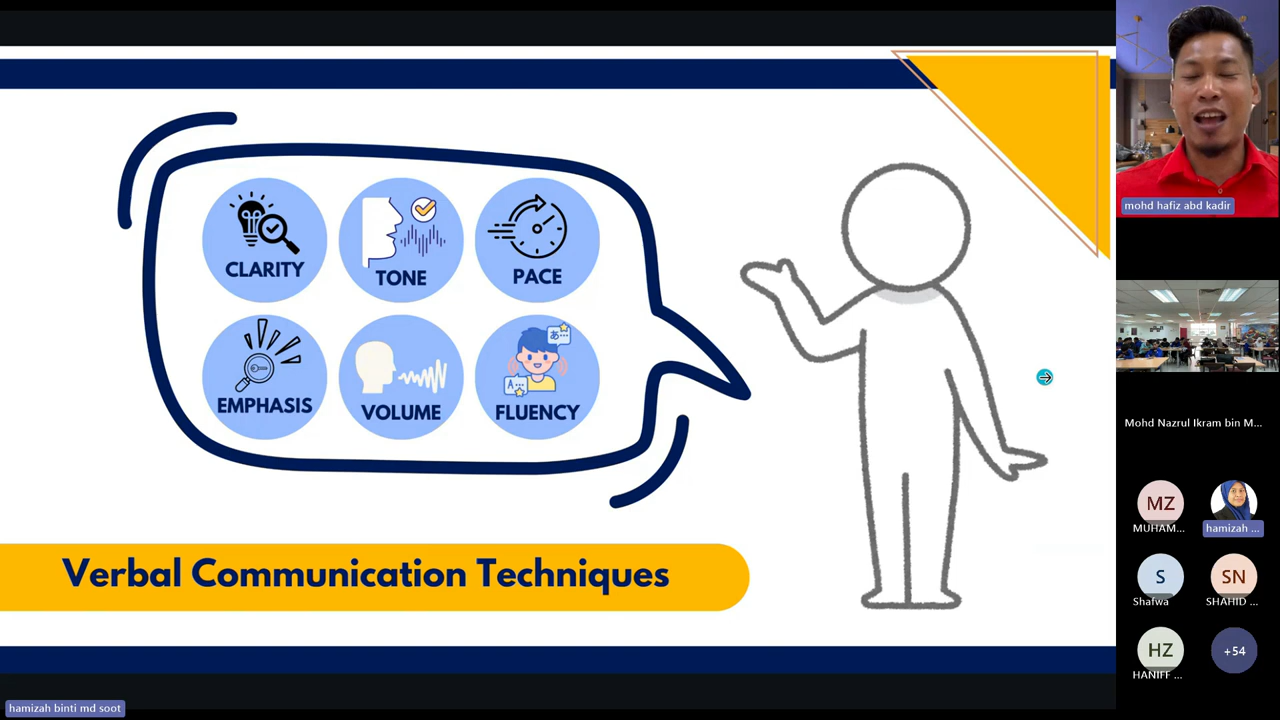 CLARITY
TONE
PACE
EMPHASIS
VOLUME
FLUENCY
Verbal Communication Techniques
mohd hafiz abd kadir
Mohd Nazrul Ikram bin M...
MZ
MUHAM...
hamizah ...
S
Shafwa
SN
SHAHID ...
HZ
HANIFF ...
+54
hamizah binti md soot
あ...
A...